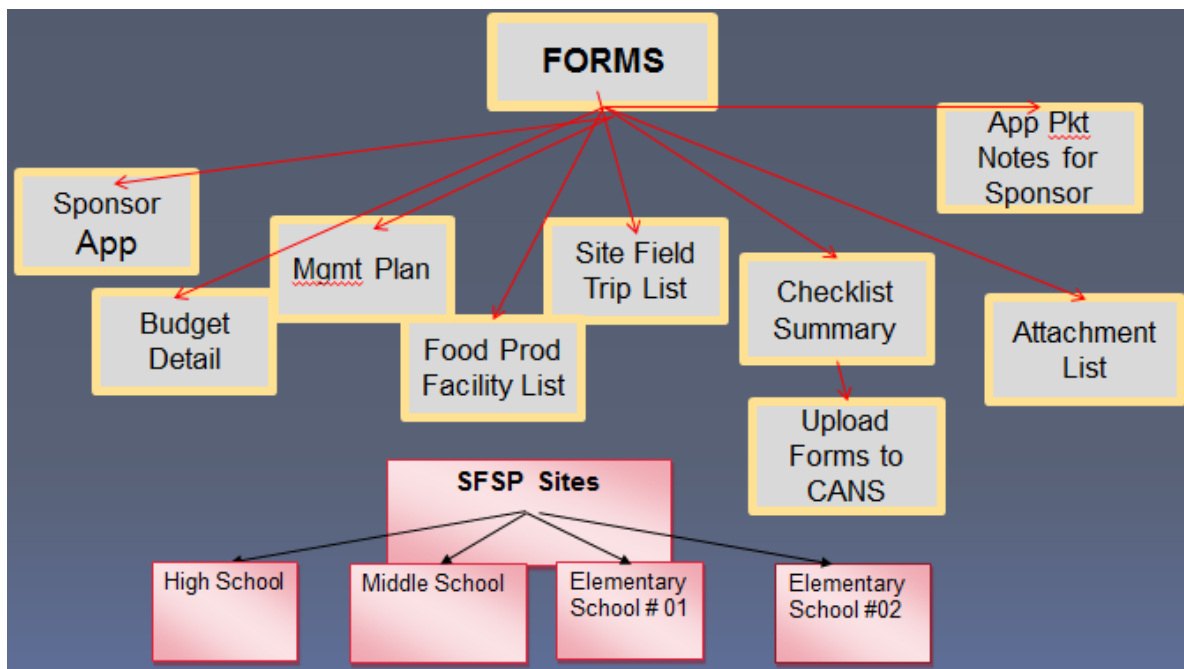 FORMS
App Pkt
Notes for
Sponsor
Sponsor
App
Mgmt Plan
Site Field
Trip List
Checklist
Summary
Budget
Detail
Food Prod
Facility List
Attachment
List
Upload
Forms to
CANS
SFSP Sites
High School
Middle School
Elementary
School # 01
Elementary
School #02